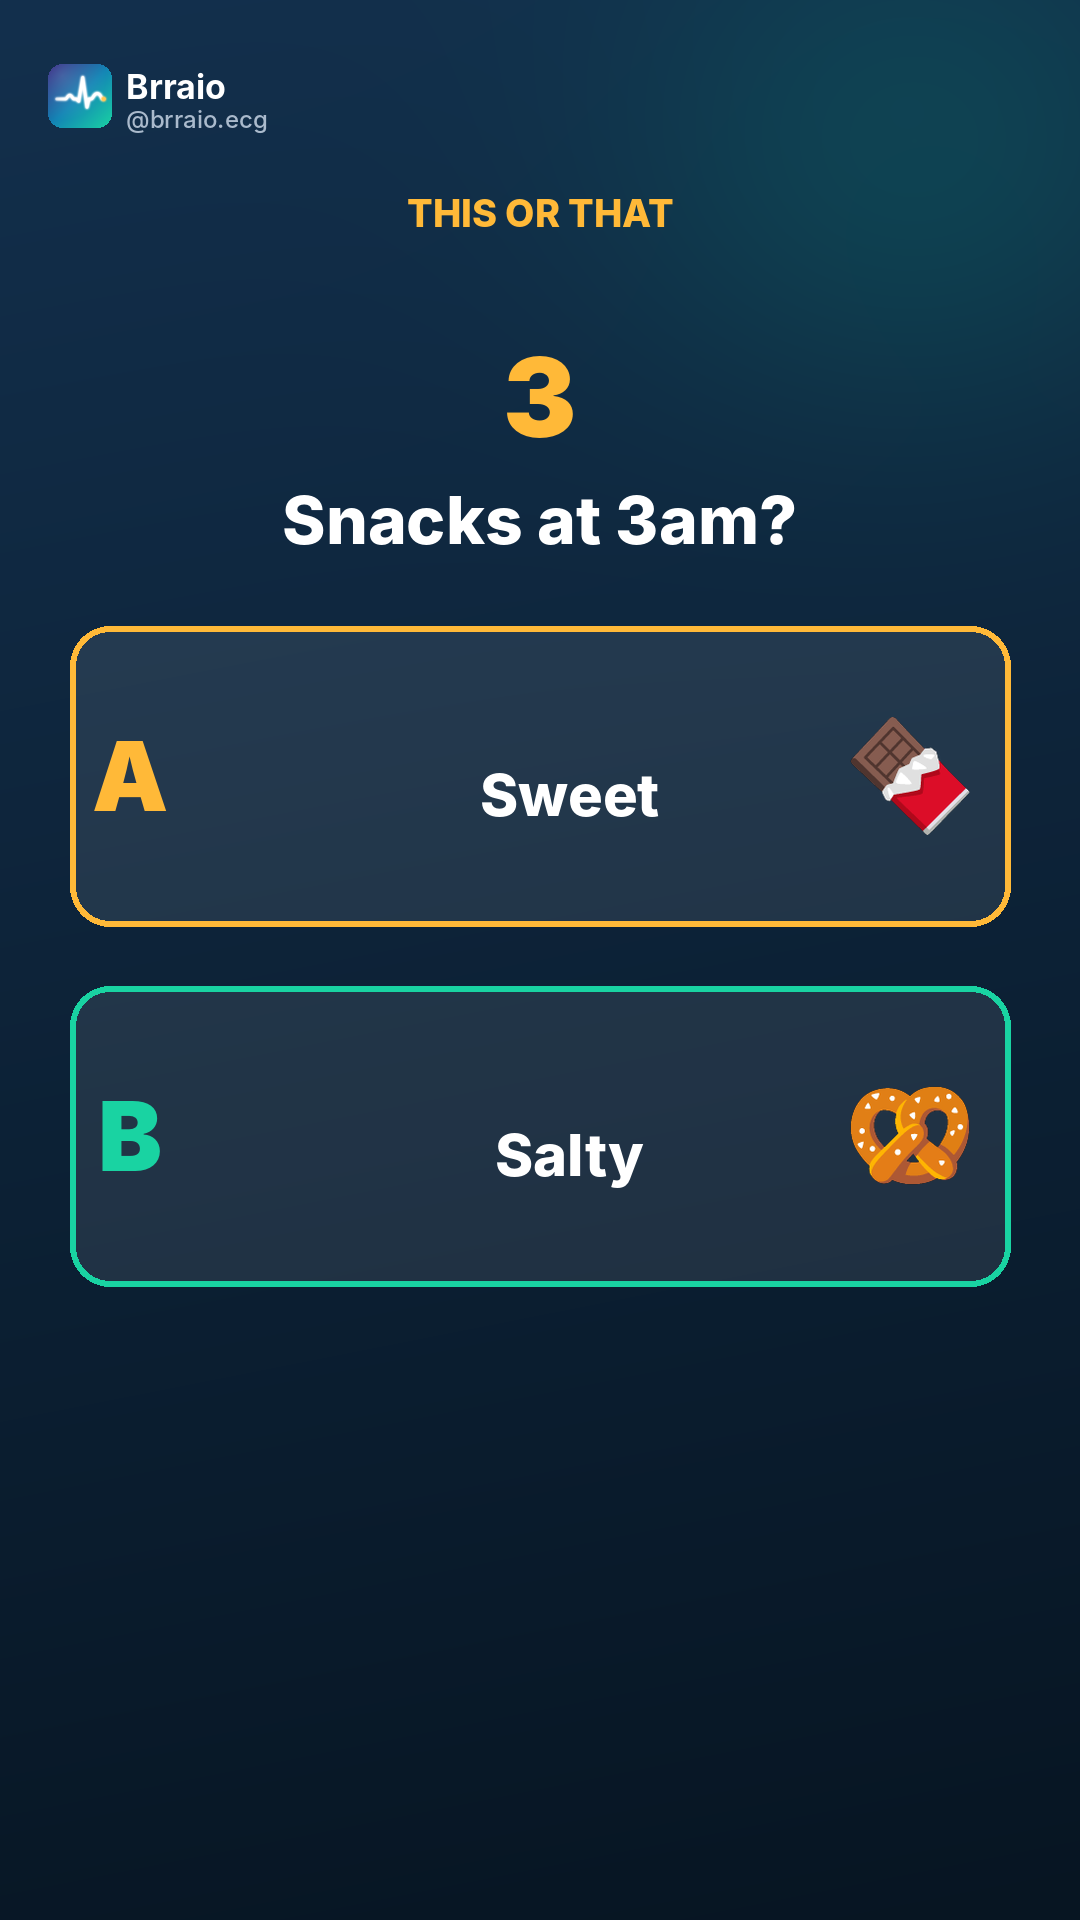 Brraio
@brraio.ecg
THIS OR THAT
3
Snacks at 3am?
A
Sweet
B
Salty